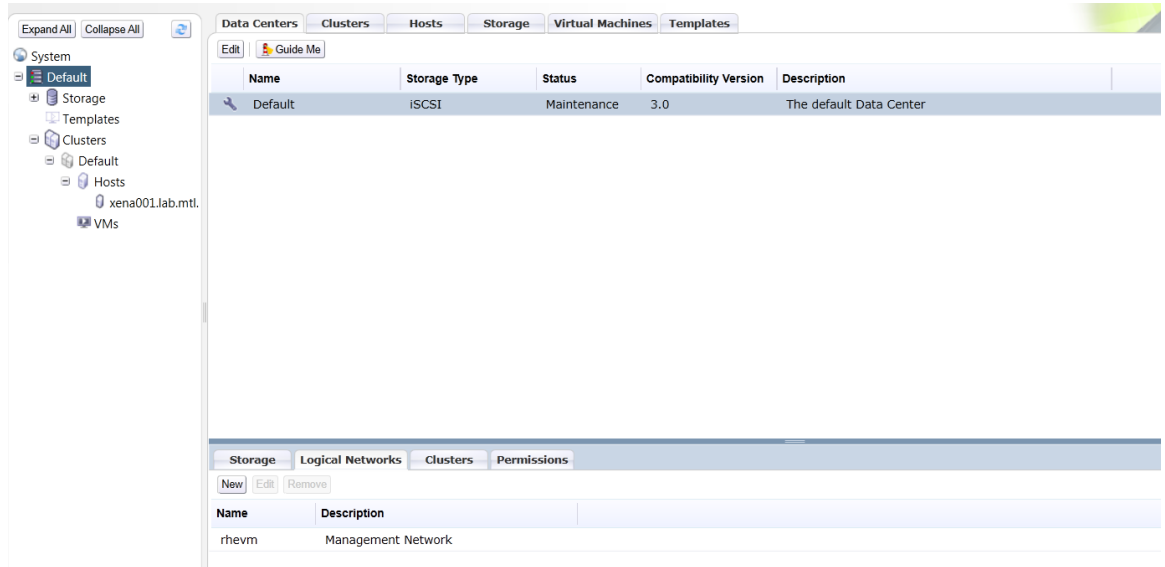 Expand All Collapse All
System
Default
Storage
Templates
Clusters
Default
Hosts
xena001.lab.mtl.
VMs
Data Centers Clusters Hosts Storage Virtual Machines Templates
Edit Guide Me
Name Storage Type Status Compatibility Version Description
Default iSCSI Maintenance 3.0 The default Data Center
Storage Logical Networks Clusters Permissions
New Edit Remove
Name Description
rhevm Management Network